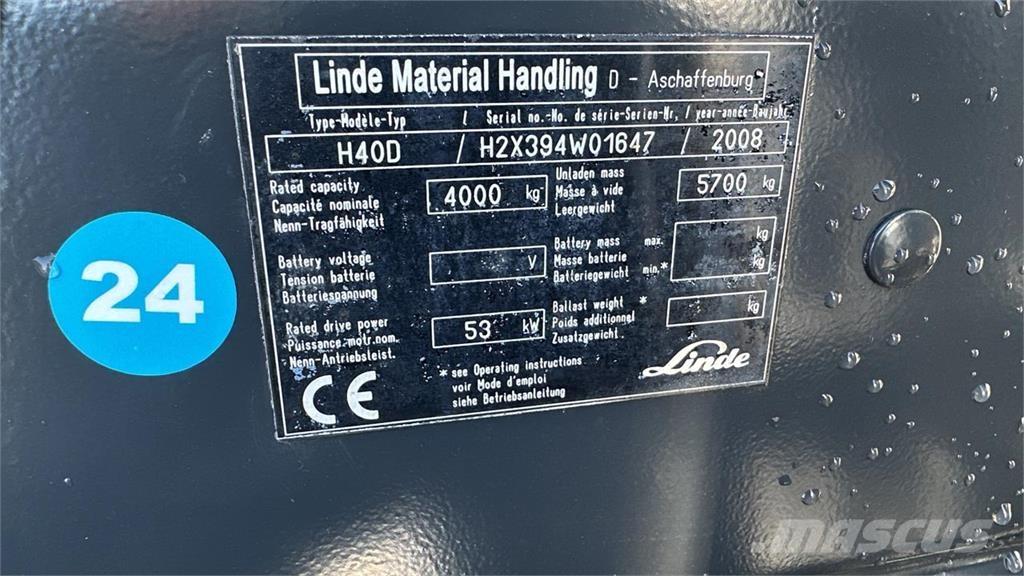 Linde Material Handling D - Aschaffenburg
Type-Modèle-Typ / Serial no.-No. de série-Serien-Nr. / year-année-Baujahr
H40D / H2X394W01647 / 2008
Rated capacity
Capacité nominale
Nenn-Tragfähigkeit
4000 kg
Unladen mass
Masse à vide
Leergewicht
5700 kg
Battery voltage
Tension batterie
Batteriespannung
V
Battery mass max.
Masse batterie
Batteriegewicht min.*
kg
kg
Rated drive power
Puissance motr.nom.
Nenn-Antriebsleist.
53 kW
Ballast weight *
Poids additionnel
Zusatzgewicht
kg
* see Operating instructions
voir Mode d'emploi
siehe Betriebsanleitung
Linde
CE
24
MASCUS